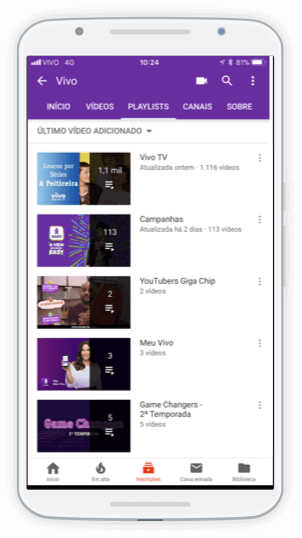 VIVO 4G 10:24 81%
Vivo
INÍCIO VÍDEOS PLAYLISTS CANAIS SOBRE
ÚLTIMO VÍDEO ADICIONADO
Loucos por
Séries
A Feiticeira
vivo
1,1 mil
Vivo TV
Atualizada ontem · 1.116 vídeos
EASY
113
Campanhas
Atualizada há 2 dias · 113 vídeos
2
YouTubers Giga Chip
2 vídeos
3
Meu Vivo
3 vídeos
Game Changers
2ª TEMPORADA
5
Game Changers -
2ª Temporada
5 vídeos
Início Em alta Inscrições Caixa entrada Biblioteca